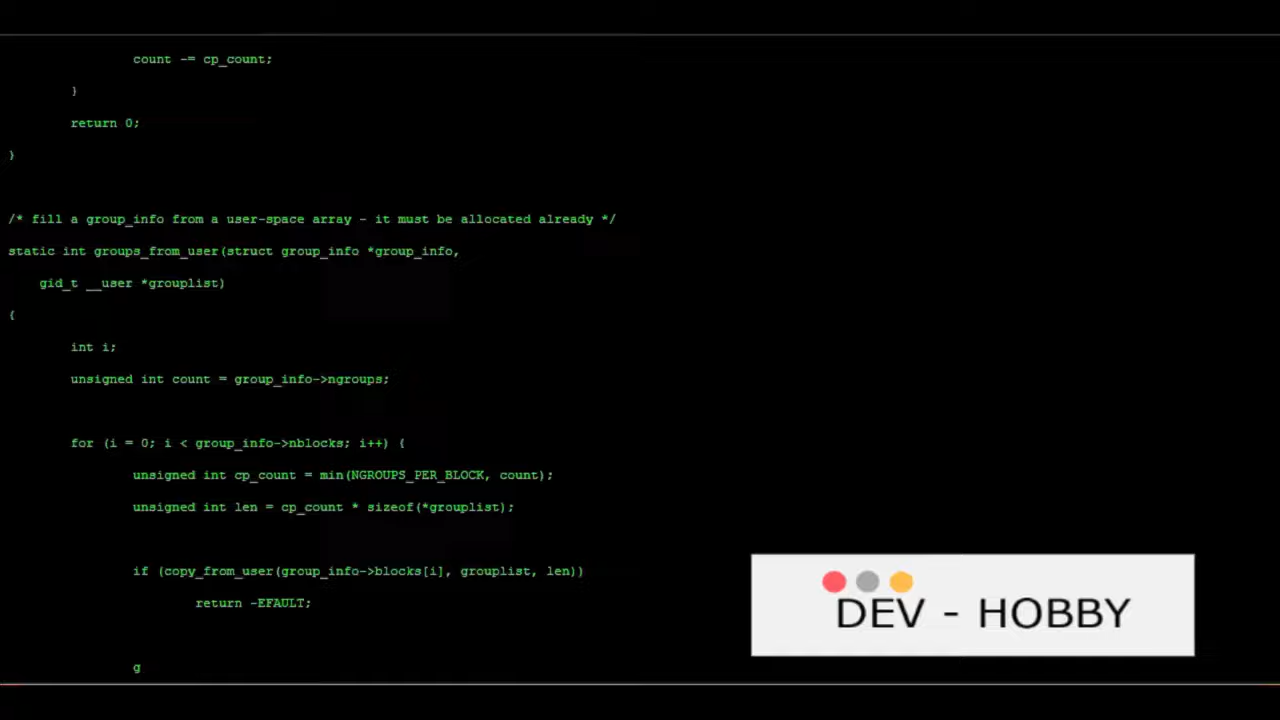 count -= cp_count;
}
return 0;
}
/* fill a group_info from a user-space array - it must be allocated already */
static int groups_from_user(struct group_info *group_info,
gid_t __user *grouplist)
{
int i;
unsigned int count = group_info->ngroups;
for (i = 0; i < group_info->nblocks; i++) {
unsigned int cp_count = min(NGROUPS_PER_BLOCK, count);
unsigned int len = cp_count * sizeof(*grouplist);
if (copy_from_user(group_info->blocks[i], grouplist, len))
return -EFAULT;
g
DEV - HOBBY